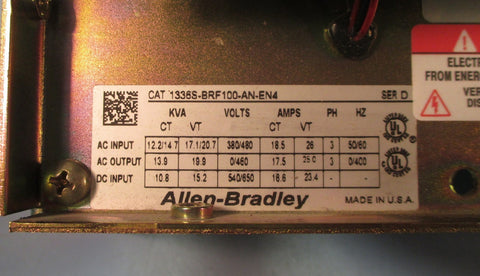 CAT 1336S-BRF100-AN-EN4 SER D
KVA VOLTS AMPS PH HZ
CT VT CT VT
AC INPUT 12.2/14.7 17.1/20.7 380/480 18.5 26 3 50/60
AC OUTPUT 13.9 19.9 0/460 17.5 25.0 3 0/400
DC INPUT 10.8 15.2 540/650 16.6 23.4
Allen-Bradley MADE IN U.S.A.
UL
UL
ELECT
FROM ENER
VER
DIS